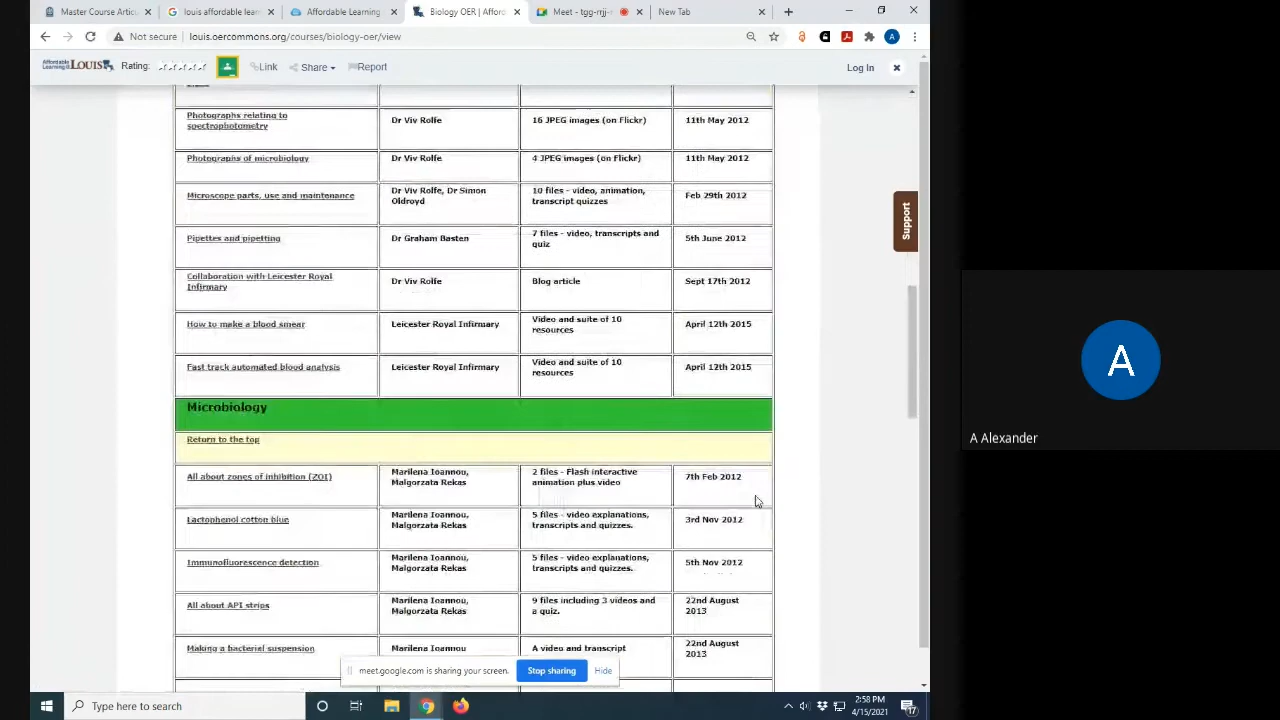 Master Course Artic
louis affordable lear
Affordable Learning
Biology OER | Afford
Meet - tgg-rrjj-
New Tab
Not secure
louis.oercommons.org/courses/biology-oer/view
A
Affordable Learning LOUIS
Rating:
Link
Share
Report
Log In
Photographs relating to spectrophotometry
Dr Viv Rolfe
16 JPEG images (on Flickr)
11th May 2012
Photographs of microbiology
Dr Viv Rolfe
4 JPEG images (on Flickr)
11th May 2012
Microscope parts, use and maintenance
Dr Viv Rolfe, Dr Simon
Oldroyd
10 files - video, animation,
transcript quizzes
Feb 29th 2012
Pipettes and pipetting
Dr Graham Basten
7 files - video, transcripts and
quiz
5th June 2012
Collaboration with Leicester Royal
Infirmary
Dr Viv Rolfe
Blog article
Sept 17th 2012
How to make a blood smear
Leicester Royal Infirmary
Video and suite of 10
resources
April 12th 2015
Fast track automated blood analysis
Leicester Royal Infirmary
Video and suite of 10
resources
April 12th 2015
Support
Microbiology
Return to the top
All about zones of inhibition (ZOI)
Marilena Ioannou,
Malgorzata Rekas
2 files - Flash interactive
animation plus video
7th Feb 2012
Lactophenol cotton blue
Marilena Ioannou,
Malgorzata Rekas
5 files - video explanations,
transcripts and quizzes.
3rd Nov 2012
Immunofluorescence detection
Marilena Ioannou,
Malgorzata Rekas
5 files - video explanations,
transcripts and quizzes.
5th Nov 2012
All about API strips
Marilena Ioannou,
Malgorzata Rekas
9 files including 3 videos and
a quiz.
22nd August
2013
Making a bacterial suspension
Marilena Ioannou
A video and transcript
22nd August
2013
meet.google.com is sharing your screen.
Stop sharing
Hide
Type here to search
2:58 PM
4/15/2021
17
A
A Alexander